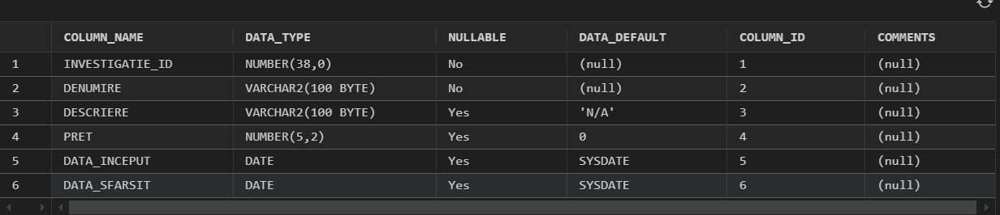 COLUMN_NAME DATA_TYPE NULLABLE DATA_DEFAULT COLUMN_ID COMMENTS
1 INVESTIGATIE_ID NUMBER(38,0) No (null) 1 (null)
2 DENUMIRE VARCHAR2(100 BYTE) No (null) 2 (null)
3 DESCRIERE VARCHAR2(100 BYTE) Yes 'N/A' 3 (null)
4 PRET NUMBER(5,2) Yes 0 4 (null)
5 DATA_INCEPUT DATE Yes SYSDATE 5 (null)
6 DATA_SFARSIT DATE Yes SYSDATE 6 (null)